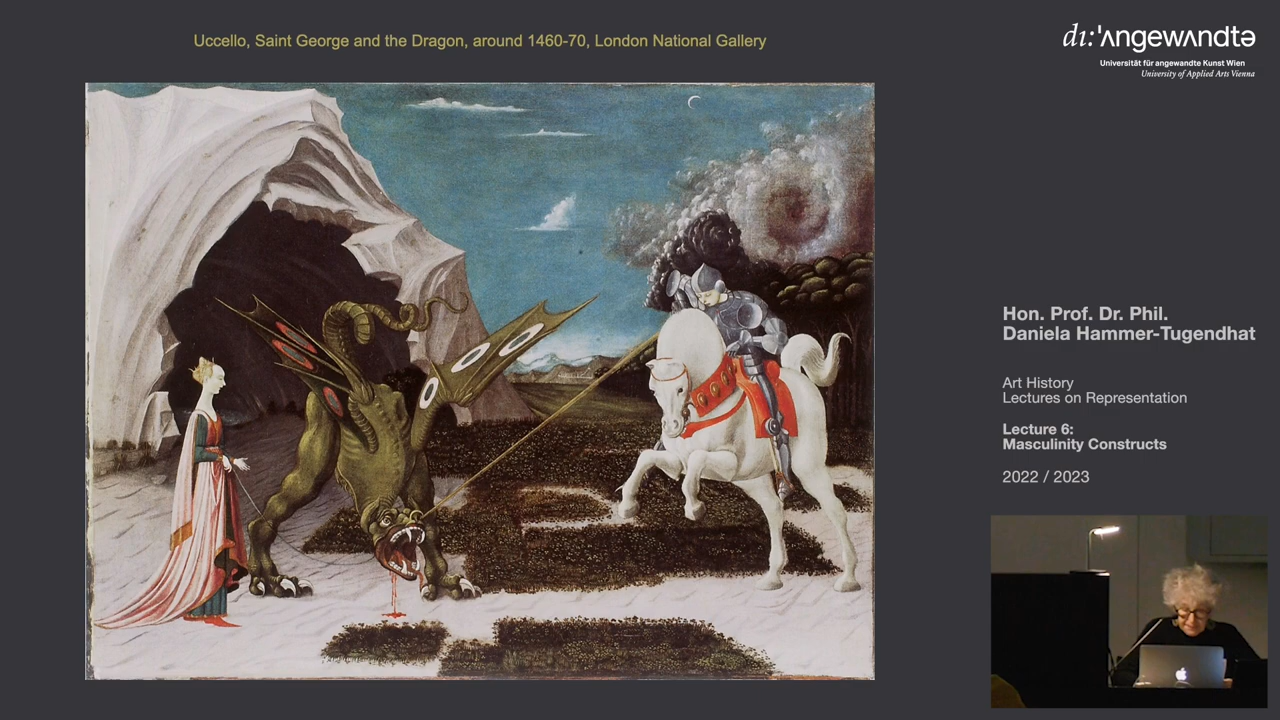 Uccello, Saint George and the Dragon, around 1460-70, London National Gallery
dı:'ʌngewʌndtə
Universität für angewandte Kunst Wien
University of Applied Arts Vienna
Hon. Prof. Dr. Phil.
Daniela Hammer-Tugendhat
Art History
Lectures on Representation
Lecture 6:
Masculinity Constructs
2022 / 2023